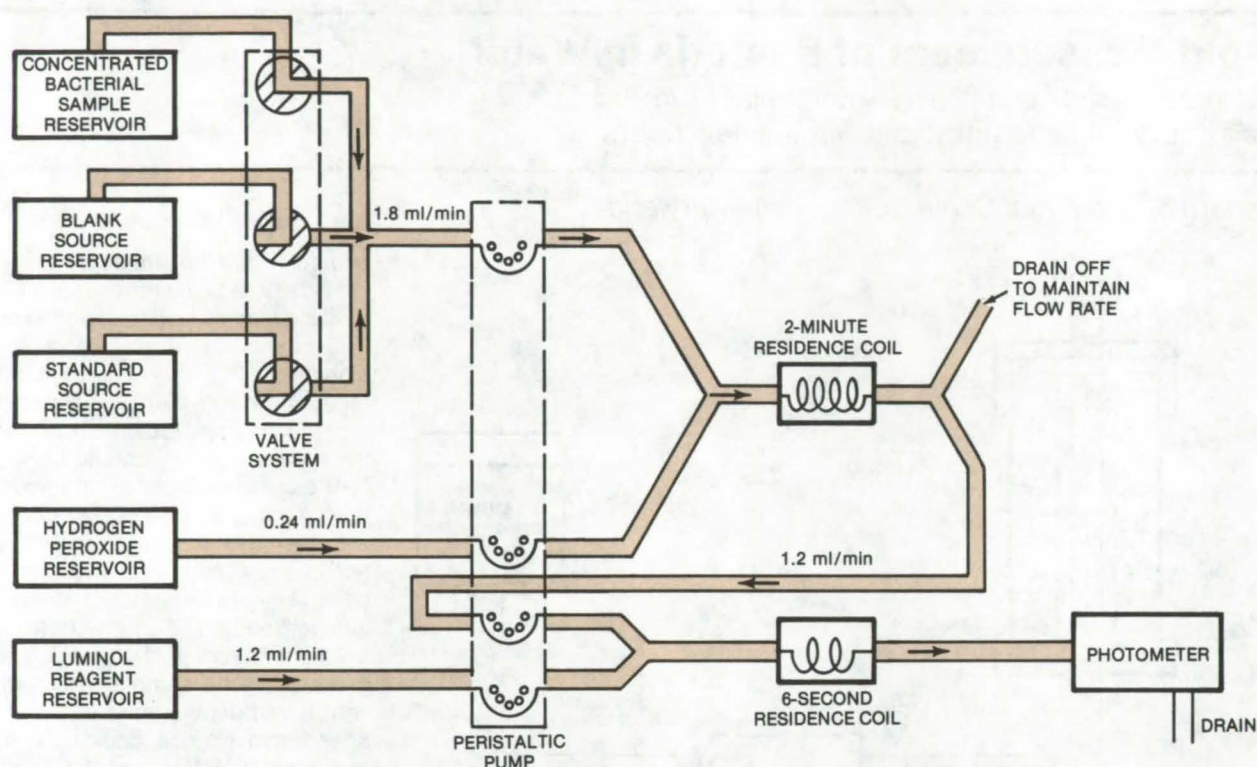 CONCENTRATED
BACTERIAL
SAMPLE
RESERVOIR
BLANK
SOURCE
RESERVOIR
STANDARD
SOURCE
RESERVOIR
VALVE
SYSTEM
1.8 ml/min
DRAIN OFF
TO MAINTAIN
FLOW RATE
2-MINUTE
RESIDENCE COIL
HYDROGEN
PEROXIDE
RESERVOIR
0.24 ml/min
1.2 ml/min
LUMINOL
REAGENT
RESERVOIR
1.2 ml/min
PERISTALTIC
PUMP
6-SECOND
RESIDENCE COIL
PHOTOMETER
DRAIN